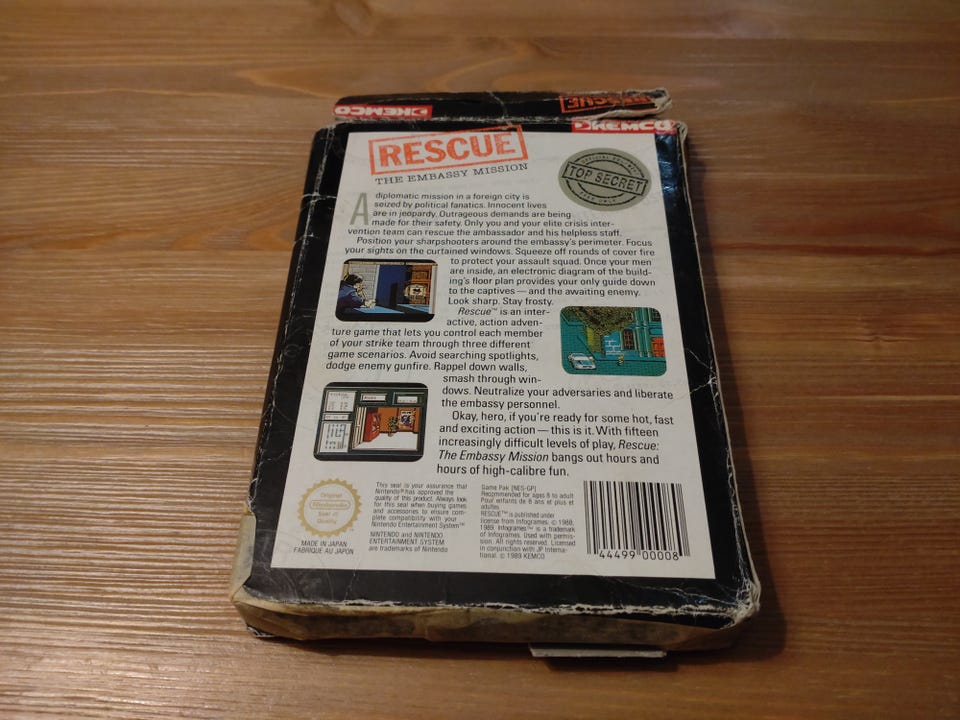 KEMCO
RESCUE
KEMCO
RESCUE
THE EMBASSY MISSION
TOP SECRET
A diplomatic mission in a foreign city is
seized by political fanatics. Innocent lives
are in jeopardy. Outrageous demands are being
made for their safety. Only you and your elite crisis inter-
vention team can rescue the ambassador and his helpless staff.
Position your sharpshooters around the embassy's perimeter. Focus
your sights on the curtained windows. Squeeze off rounds of cover fire
to protect your assault squad. Once your men
are inside, an electronic diagram of the build-
ing's floor plan provides your only guide down
to the captives — and the awaiting enemy.
Look sharp. Stay frosty.
Rescue™ is an inter-
active, action adven-
ture game that lets you control each member
of your strike team through three different
game scenarios. Avoid searching spotlights,
dodge enemy gunfire. Rappel down walls,
smash through win-
dows. Neutralize your adversaries and liberate
the embassy personnel.
Okay, hero, if you're ready for some hot, fast
and exciting action — this is it. With fifteen
increasingly difficult levels of play, Rescue:
The Embassy Mission bangs out hours and
hours of high-calibre fun.
Original
Nintendo
Seal of
Quality
MADE IN JAPAN
FABRIQUE AU JAPON
This seal is your assurance that
Nintendo® has approved the
quality of this product. Always look
for this seal when buying games
and accessories to ensure com-
plete compatibility with your
Nintendo Entertainment System™
NINTENDO and NINTENDO
ENTERTAINMENT SYSTEM
are trademarks of Nintendo
Game Pak [NES-GP]
Recommended for ages 8 to adult
Pour enfants de 8 ans et plus et
adultes
RESCUE™ is published under
license from Infogrames. © 1988,
1989. Infogrames™ is a trademark
of Infogrames. Used with permis-
sion. All rights reserved. Licensed
in conjunction with JP Interna-
tional. © 1989 KEMCO
44499 00008